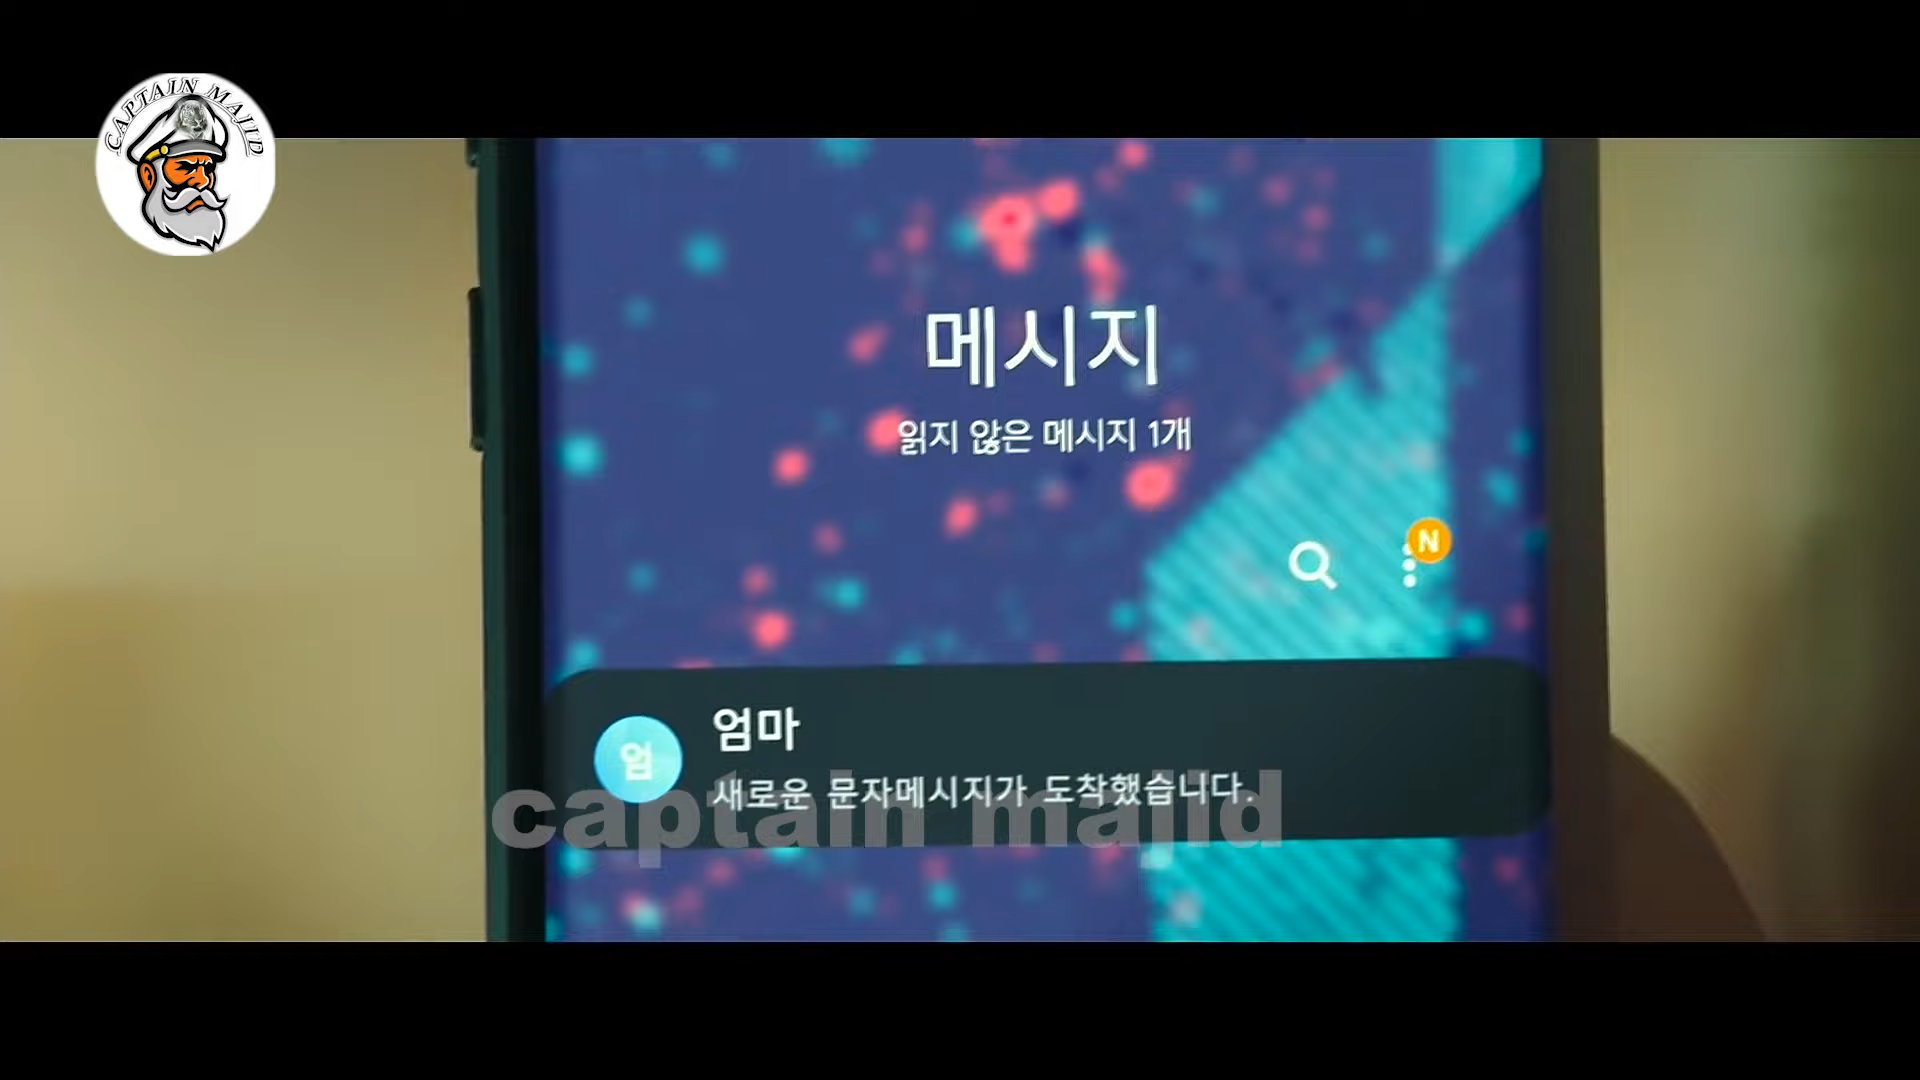 CAPTAIN MAJID
메시지
읽지 않은 메시지 1개
N
엄
엄마
새로운 문자메시지가 도착했습니다.
captain majid